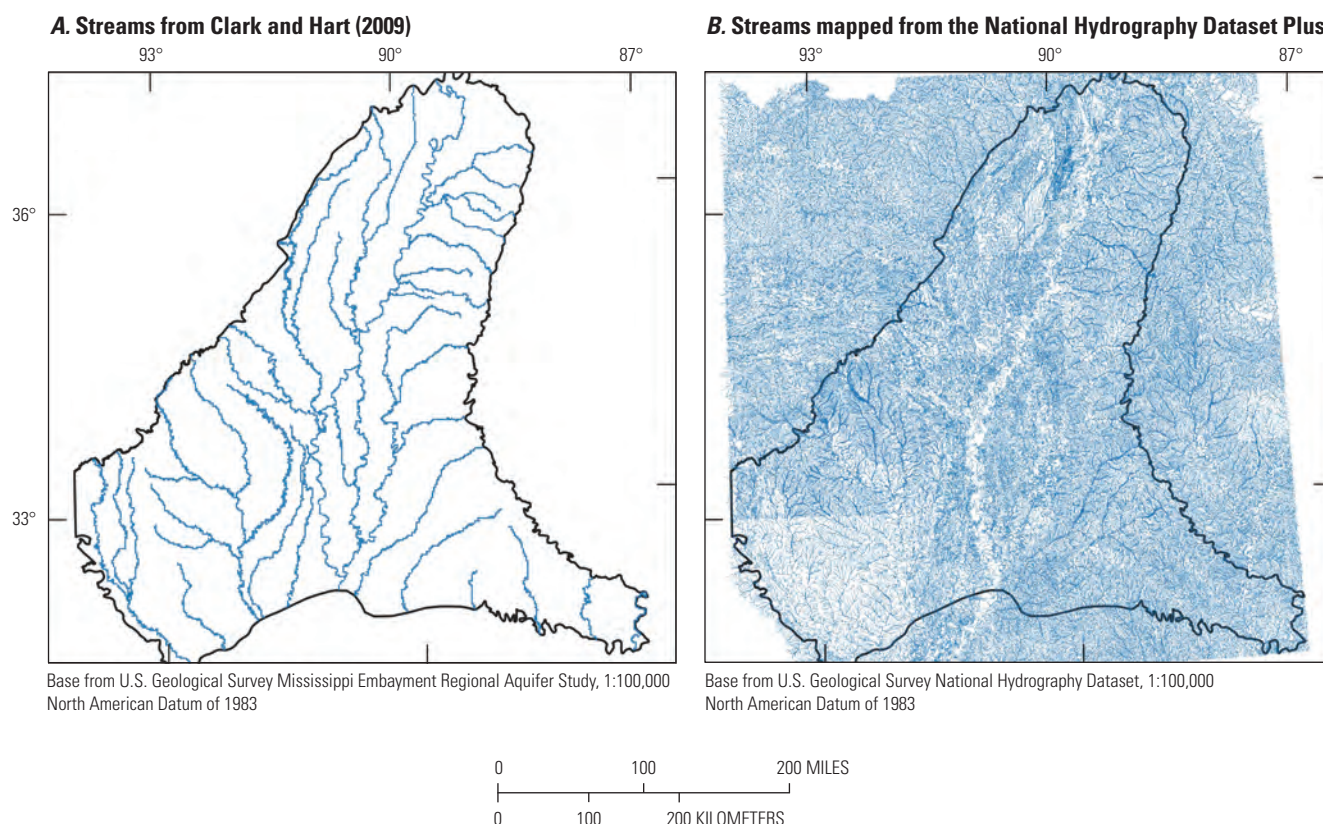 A. Streams from Clark and Hart (2009)
93° 90° 87°
36°
33°
Base from U.S. Geological Survey Mississippi Embayment Regional Aquifer Study, 1:100,000
North American Datum of 1983
B. Streams mapped from the National Hydrography Dataset Plus
93° 90° 87°
Base from U.S. Geological Survey National Hydrography Dataset, 1:100,000
North American Datum of 1983
0 100 200 MILES
0 100 200 KILOMETERS